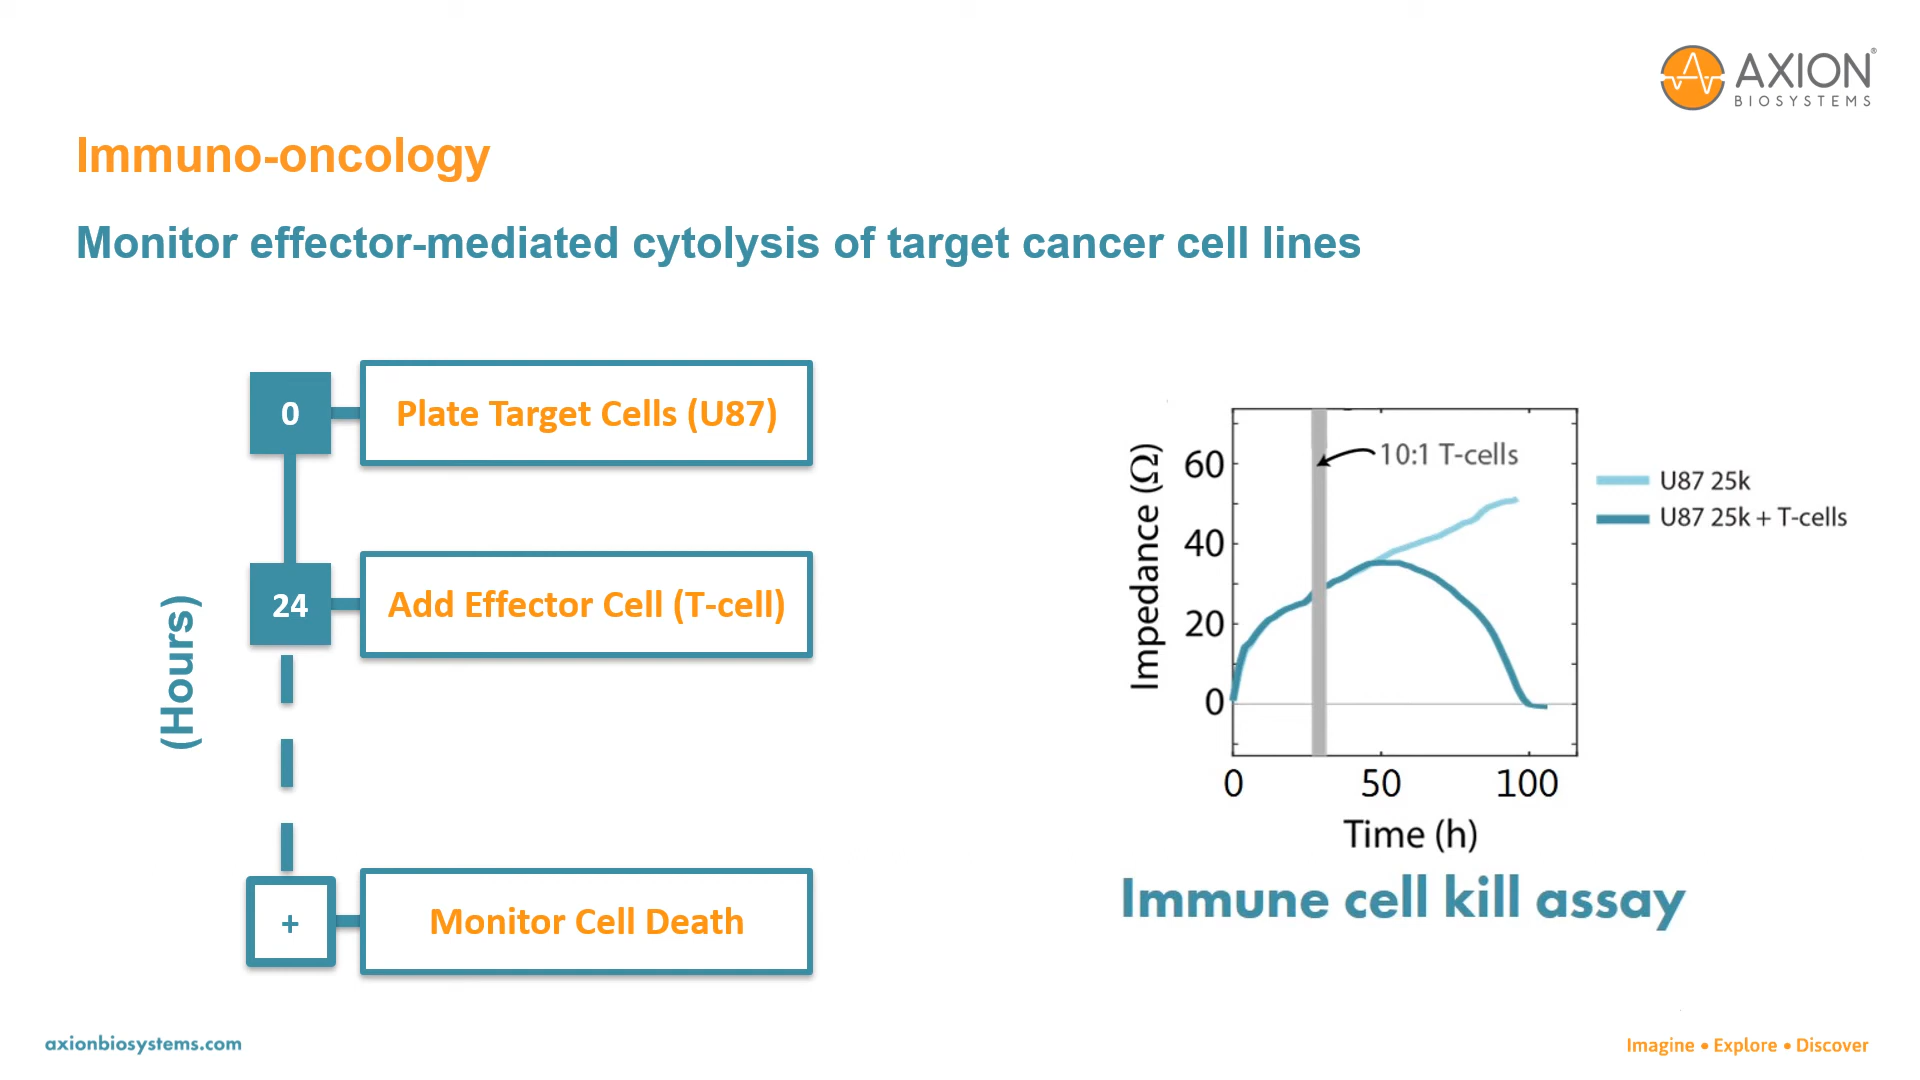 AXION®
BIOSYSTEMS
Immuno-oncology
Monitor effector-mediated cytolysis of target cancer cell lines
(Hours)
0
Plate Target Cells (U87)
24
Add Effector Cell (T-cell)
+
Monitor Cell Death
Impedance (Ω)
60
40
20
0
10:1 T-cells
U87 25k
U87 25k + T-cells
0 50 100
Time (h)
Immune cell kill assay
axionbiosystems.com
Imagine • Explore • Discover